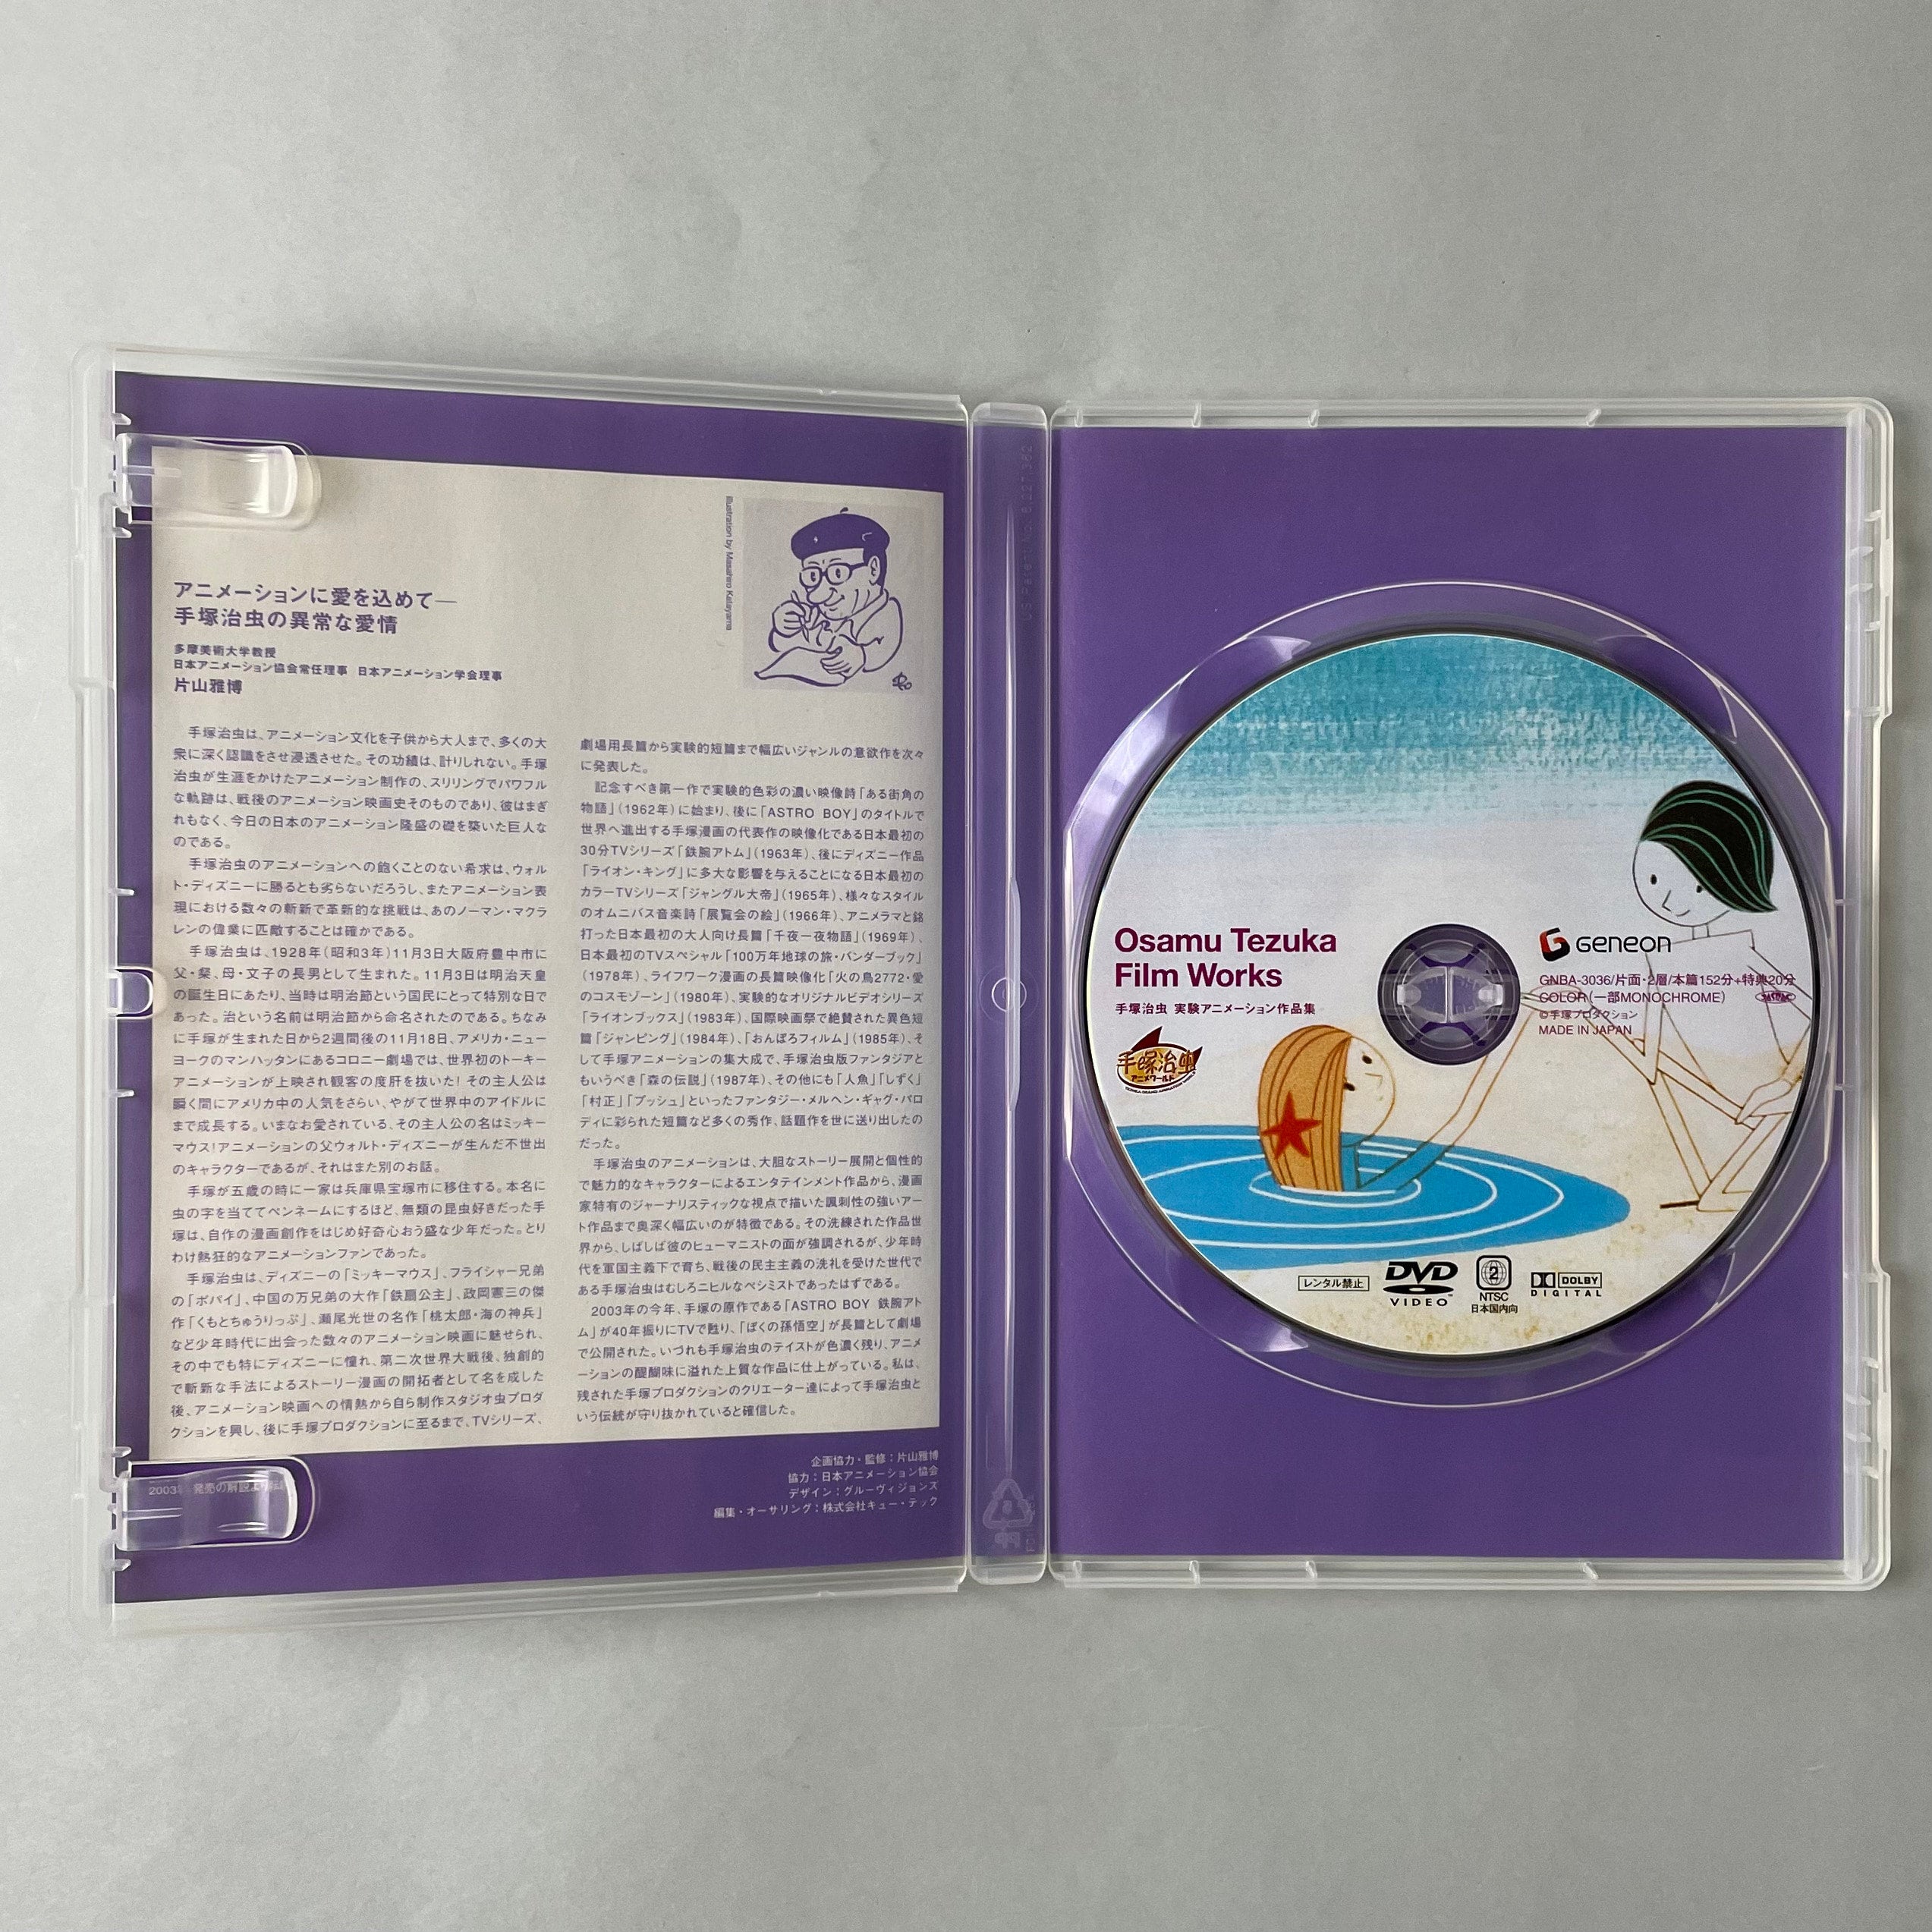 Illustration by Masahiro Katayama
アニメーションに愛を込めて—
手塚治虫の異常な愛情
多摩美術大学教授
日本アニメーション協会常任理事 日本アニメーション学会理事
片山雅博
手塚治虫は、アニメーション文化を子供から大人まで、多くの大
衆に深く認識をさせ浸透させた。その功績は、計りしれない。手塚
治虫が生涯をかけたアニメーション制作の、スリリングでパワフル
な軌跡は、戦後のアニメーション映画史そのものであり、彼はまぎ
れもなく、今日の日本のアニメーション隆盛の礎を築いた巨人な
のである。
手塚治虫のアニメーションへの飽くことのない希求は、ウォル
ト・ディズニーに勝るとも劣らないだろうし、またアニメーション表
現における数々の斬新で革新的な挑戦は、あのノーマン・マクラ
レンの偉業に匹敵することは確かである。
手塚治虫は、1928年(昭和3年)11月3日大阪府豊中市に
父・粲、母・文子の長男として生まれた。11月3日は明治天皇
の誕生日にあたり、当時は明治節という国民にとって特別な日で
あった。治という名前は明治節から命名されたのである。ちなみ
に手塚が生まれた日から2週間後の11月18日、アメリカ・ニュー
ヨークのマンハッタンにあるコロニー劇場では、世界初のトーキー
アニメーションが上映され観客の度肝を抜いた!その主人公は
瞬く間にアメリカ中の人気をさらい、やがて世界中のアイドルに
まで成長する。いまなお愛されている、その主人公の名はミッキー
マウス!アニメーションの父ウォルト・ディズニーが生んだ不世出
のキャラクターであるが、それはまた別のお話。
手塚が五歳の時に一家は兵庫県宝塚市に移住する。本名に
虫の字を当ててペンネームにするほど、無類の昆虫好きだった手
塚は、自作の漫画創作をはじめ好奇心おう盛な少年だった。とり
わけ熱狂的なアニメーションファンであった。
手塚治虫は、ディズニーの「ミッキーマウス」、フライシャー兄弟
の「ポパイ」、中国の万兄弟の大作「鉄扇公主」、政岡憲三の傑
作「くもとちゅうりっぷ」、瀬尾光世の名作「桃太郎・海の神兵」
など少年時代に出会った数々のアニメーション映画に魅せられ、
その中でも特にディズニーに憧れ、第二次世界大戦後、独創的
で斬新な手法によるストーリー漫画の開拓者として名を成した
後、アニメーション映画への情熱から自ら制作スタジオ虫プロダ
クションを興し、後に手塚プロダクションに至るまで、TVシリーズ、
劇場用長篇から実験的短篇まで幅広いジャンルの意欲作を次々
に発表した。
記念すべき第一作で実験的色彩の濃い映像詩「ある街角の
物語」(1962年)に始まり、後に「ASTRO BOY」のタイトルで
世界へ進出する手塚漫画の代表作の映像化である日本最初の
30分TVシリーズ「鉄腕アトム」(1963年)、後にディズニー作品
「ライオン・キング」に多大な影響を与えることになる日本最初の
カラーTVシリーズ「ジャングル大帝」(1965年)、様々なスタイル
のオムニバス音楽詩「展覧会の絵」(1966年)、アニメラマと銘
打った日本最初の大人向け長篇「千夜一夜物語」(1969年)、
日本最初のTVスペシャル「100万年地球の旅・バンダーブック」
(1978年)、ライフワーク漫画の長篇映像化「火の鳥2772・愛
のコスモゾーン」(1980年)、実験的なオリジナルビデオシリーズ
「ライオンブックス」(1983年)、国際映画祭で絶賛された異色短
篇「ジャンピング」(1984年)、「おんぼろフィルム」(1985年)、そ
して手塚アニメーションの集大成で、手塚治虫版ファンタジアと
もいうべき「森の伝説」(1987年)、その他にも「人魚」「しずく」
「村正」「プッシュ」といったファンタジー・メルヘン・ギャグ・パロ
ディに彩られた短篇など多くの秀作、話題作を世に送り出したの
だった。
手塚治虫のアニメーションは、大胆なストーリー展開と個性的
で魅力的なキャラクターによるエンタテインメント作品から、漫画
家特有のジャーナリスティックな視点で描いた諷刺性の強いアー
ト作品まで奥深く幅広いのが特徴である。その洗練された作品世
界から、しばしば彼のヒューマニストの面が強調されるが、少年時
代を軍国主義下で育ち、戦後の民主主義の洗礼を受けた世代で
ある手塚治虫はむしろニヒルなペシミストであったはずである。
2003年の今年、手塚の原作である「ASTRO BOY 鉄腕アト
ム」が40年振りにTVで甦り、「ぼくの孫悟空」が長篇として劇場
で公開された。いづれも手塚治虫のテイストが色濃く残り、アニメ
ーションの醍醐味に溢れた上質な作品に仕上がっている。私は、
残された手塚プロダクションのクリエーター達によって手塚治虫と
いう伝統が守り抜かれていると確信した。
2003 発売の解説より
企画協力・監修:片山雅博
協力:日本アニメーション協会
デザイン:グルーヴィジョンズ
編集・オーサリング:株式会社キュー・テック
US Patent No. 6,227,362
PP
Osamu Tezuka
Film Works
手塚治虫 実験アニメーション作品集
手塚治虫
アニメワールド
Geneon
GNBA-3036/片面・2層/本篇152分+特典20分
COLOR(一部MONOCHROME)
JASRAC
©手塚プロダクション
MADE IN JAPAN
レンタル禁止
DVD
VIDEO
2
NTSC
日本国内向
DOLBY
DIGITAL